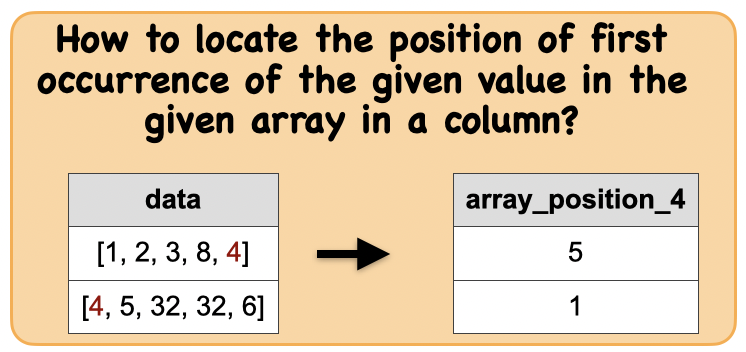 How to locate the position of first
occurrence of the given value in the
given array in a column?
data
[1, 2, 3, 8, 4]
[4, 5, 32, 32, 6]
array_position_4
5
1